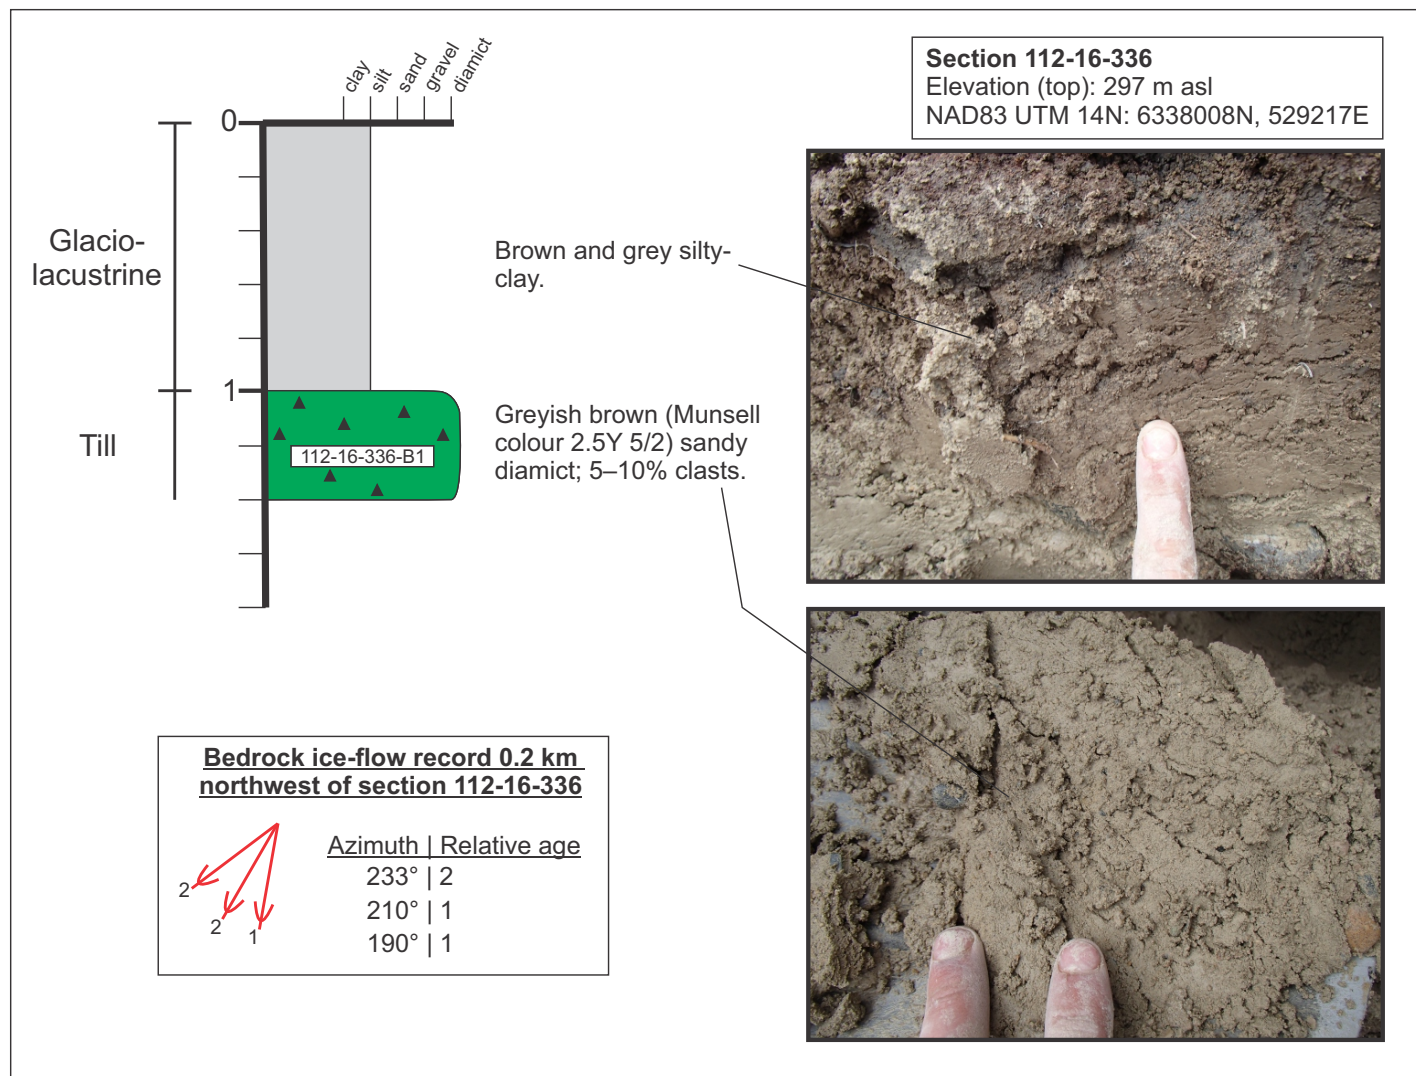 clay
silt
sand
gravel
diamict
0
Glacio-
lacustrine
1
Till
112-16-336-B1
Section 112-16-336
Elevation (top): 297 m asl
NAD83 UTM 14N: 6338008N, 529217E
Brown and grey silty-
clay.
Greyish brown (Munsell
colour 2.5Y 5/2) sandy
diamict; 5–10% clasts.
Bedrock ice-flow record 0.2 km
northwest of section 112-16-336
2
2
1
Azimuth | Relative age
233° | 2
210° | 1
190° | 1